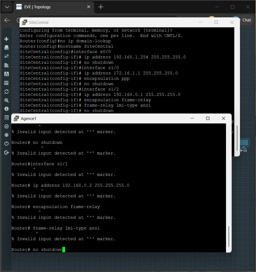 EVE | Topology
SiteCentral
Configuring from terminal, memory, or network [terminal]?
Enter configuration commands, one per line.  End with CNTL/Z.
Router(config)#no ip domain-lookup
Router(config)#hostname SiteCentral
SiteCentral(config)#interface e0/0
SiteCentral(config-if)# ip address 192.168.1.254 255.255.255.0
SiteCentral(config-if)# no shutdown
SiteCentral(config-if)#interface s1/0
SiteCentral(config-if)# ip address 172.16.1.1 255.255.255.0
SiteCentral(config-if)# no shutdown
SiteCentral(config-if)# encapsulation ppp
SiteCentral(config-if)#interface s1/2
SiteCentral(config-if)# ip address 192.168.0.1 255.255.255.0
SiteCentral(config-if)# encapsulation frame-relay
SiteCentral(config-if)# frame-relay lmi-type ansi
SiteCentral(config-if)# no shutdown
Agence1
% Invalid input detected at '^' marker.
Router# no shutdown
% Invalid input detected at '^' marker.
Router#interface s1/1
% Invalid input detected at '^' marker.
Router# ip address 192.168.0.2 255.255.255.0
% Invalid input detected at '^' marker.
Router# encapsulation frame-relay
% Invalid input detected at '^' marker.
Router# frame-relay lmi-type ansi
% Invalid input detected at '^' marker.
Router# no shutdown